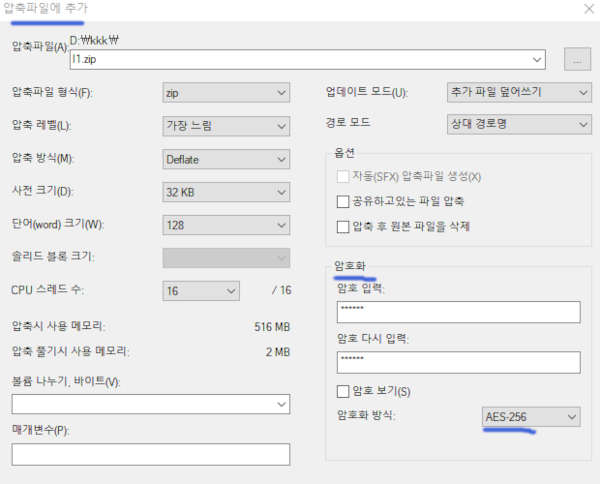 압축파일에 추가
압축파일(A):
D:₩kkk₩
l1.zip
...
압축파일 형식(F): zip
압축 레벨(L): 가장 느림
압축 방식(M): Deflate
사전 크기(D): 32 KB
단어(word) 크기(W): 128
솔리드 블록 크기:
CPU 스레드 수: 16 / 16
압축시 사용 메모리: 516 MB
압축 풀기시 사용 메모리: 2 MB
볼륨 나누기, 바이트(V):
매개변수(P):
업데이트 모드(U): 추가 파일 덮어쓰기
경로 모드 상대 경로명
옵션
자동(SFX) 압축파일 생성(X)
공유하고있는 파일 압축
압축 후 원본 파일을 삭제
암호화
암호 입력:
******
암호 다시 입력:
******
암호 보기(S)
암호화 방식: AES-256